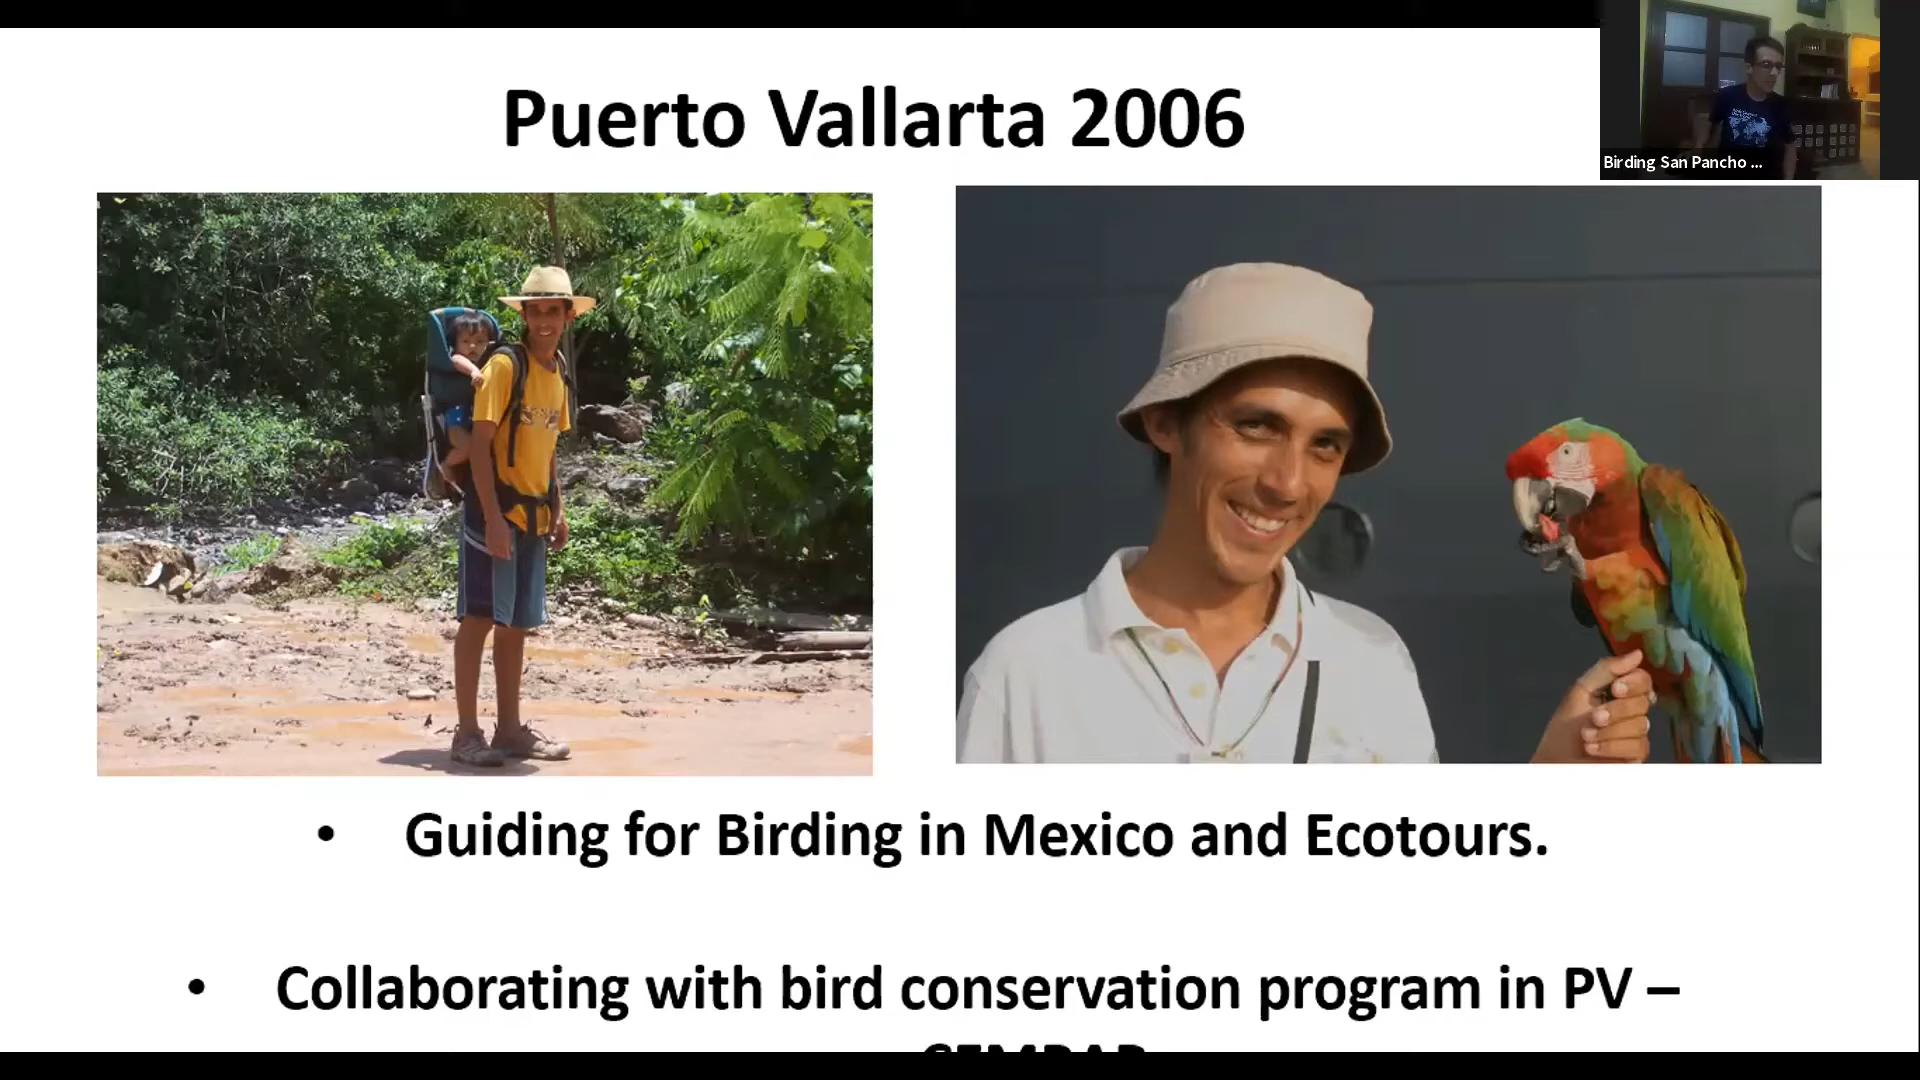 Puerto Vallarta 2006
Birding San Pancho ...
• Guiding for Birding in Mexico and Ecotours.
• Collaborating with bird conservation program in PV –